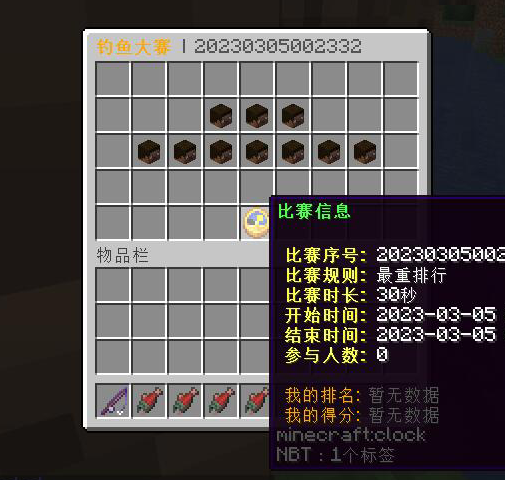 钓鱼大赛 | 20230305002332
比赛信息
比赛序号: 20230305002
物品栏
比赛规则: 最重排行
比赛时长: 30秒
开始时间: 2023-03-05
结束时间: 2023-03-05
参与人数: 0
我的排名: 暂无数据
我的得分: 暂无数据
minecraft:clock
NBT：1个标签